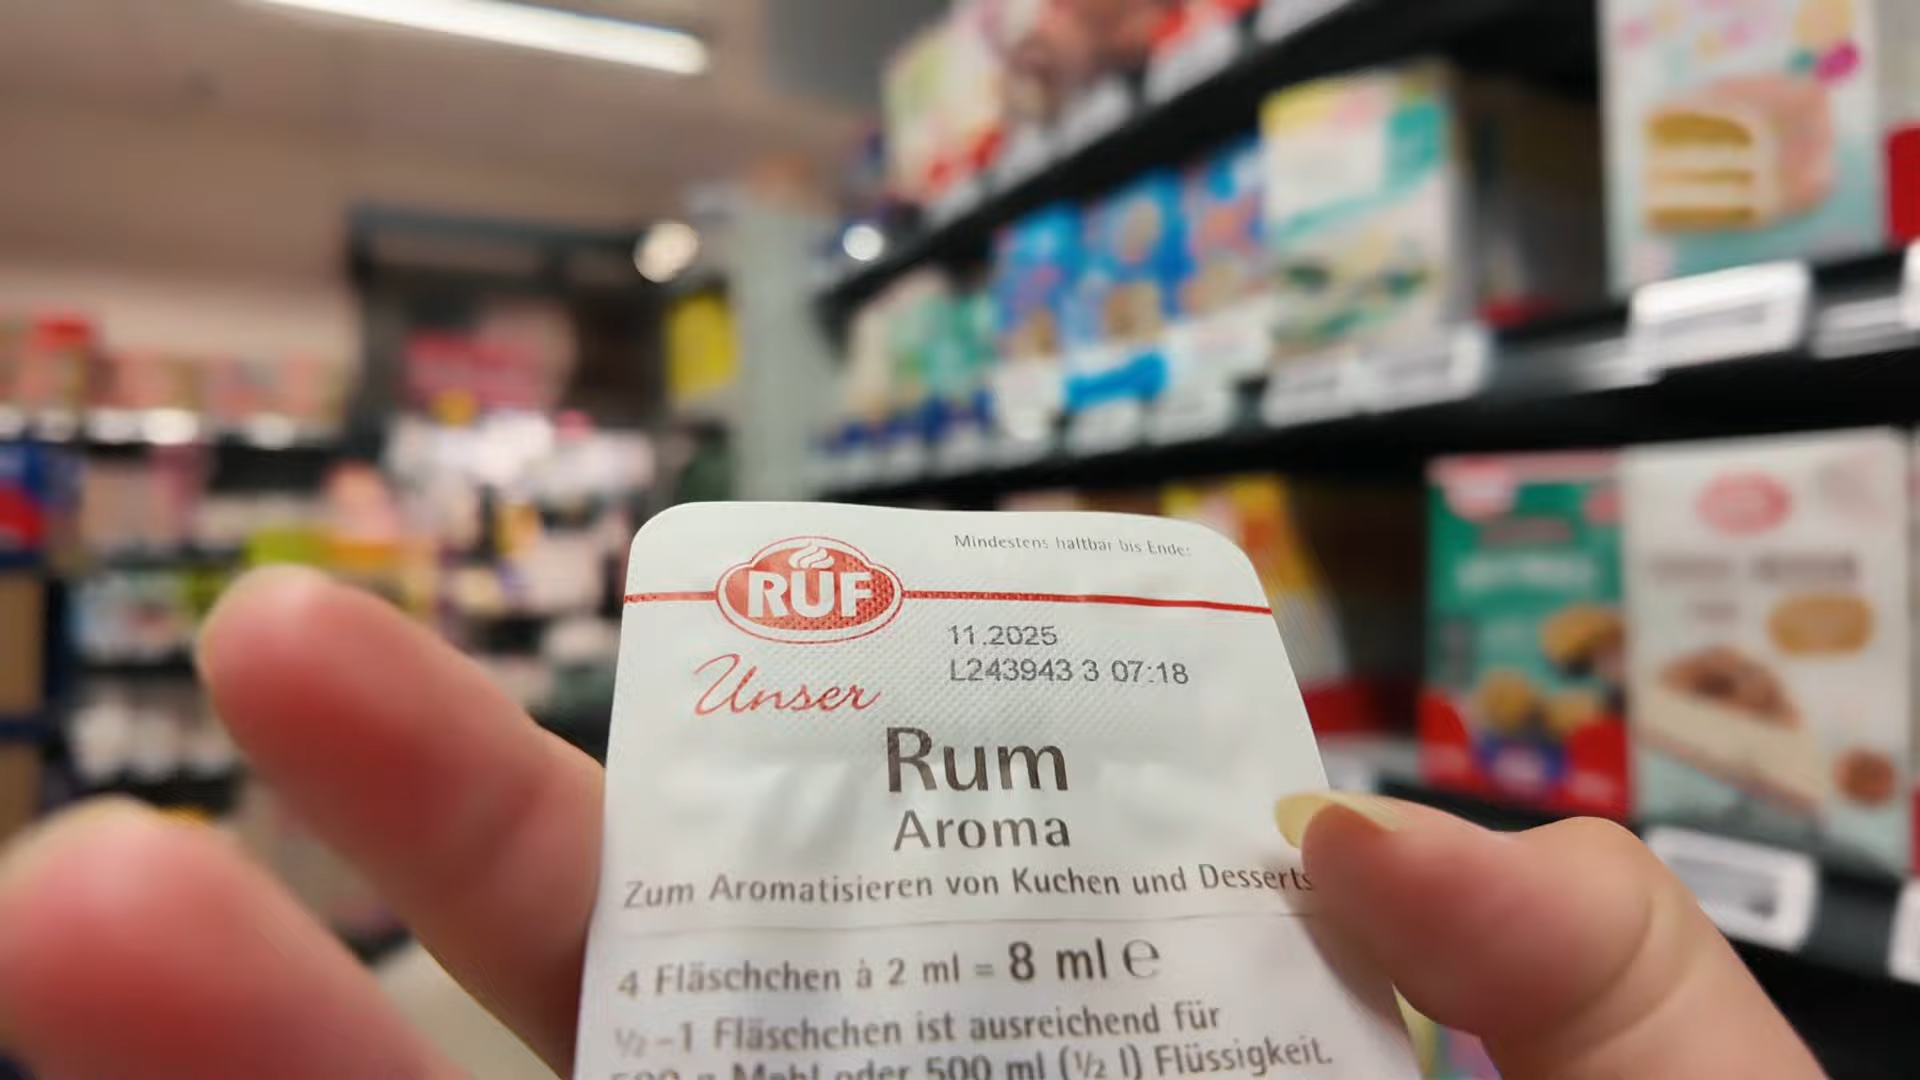 Mindestens haltbar bis Ende:
RUF
11.2025
L243943 3 07:18
Unser
Rum
Aroma
Zum Aromatisieren von Kuchen und Desserts
4 Fläschchen à 2 ml = 8 ml ℮
½-1 Fläschchen ist ausreichend für
500 g Mehl oder 500 ml (½ l) Flüssigkeit.